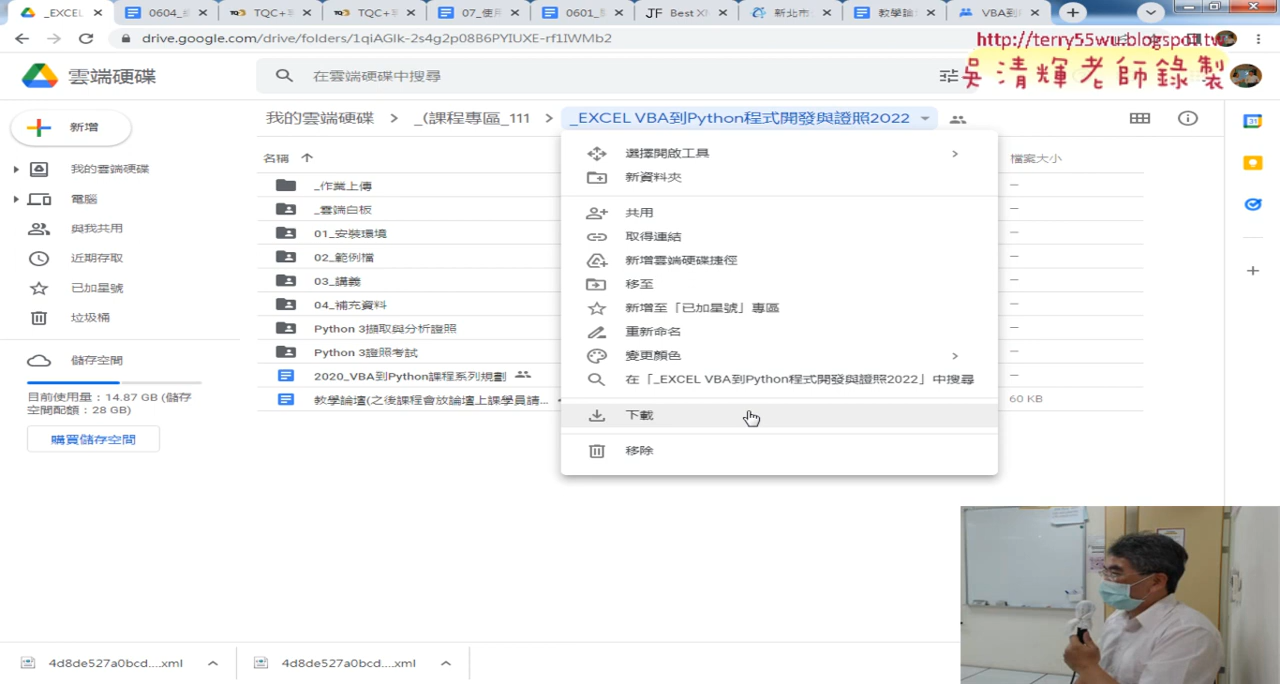 _EXCEL
0604_
TQC+
TQC+
07_使用
0601_
JF Best X
新北市
教學論
VBA到
drive.google.com/drive/folders/1qiAGlk-2s4g2p08B6PYIUXE-rf1IWMb2
http://terry55wu.blogspot.tw
吳清輝老師錄製
雲端硬碟
在雲端硬碟中搜尋
新增
我的雲端硬碟
電腦
與我共用
近期存取
已加星號
垃圾桶
儲存空間
目前使用量：14.87 GB (儲存
空間配額：28 GB)
購買儲存空間
我的雲端硬碟 > _(課程專區_111 > _EXCEL VBA到Python程式開發與證照2022
名稱
檔案大小
_作業上傳
_雲端白板
01_安裝環境
02_範例檔
03_講義
04_補充資料
Python 3擷取與分析證照
Python 3證照考試
2020_VBA到Python課程系列規劃
教學論壇(之後課程會放論壇上課學員請...
60 KB
選擇開啟工具
新資料夾
共用
取得連結
新增雲端硬碟捷徑
移至
新增至「已加星號」專區
重新命名
變更顏色
在「_EXCEL VBA到Python程式開發與證照2022」中搜尋
下載
移除
4d8de527a0bcd....xml
4d8de527a0bcd....xml